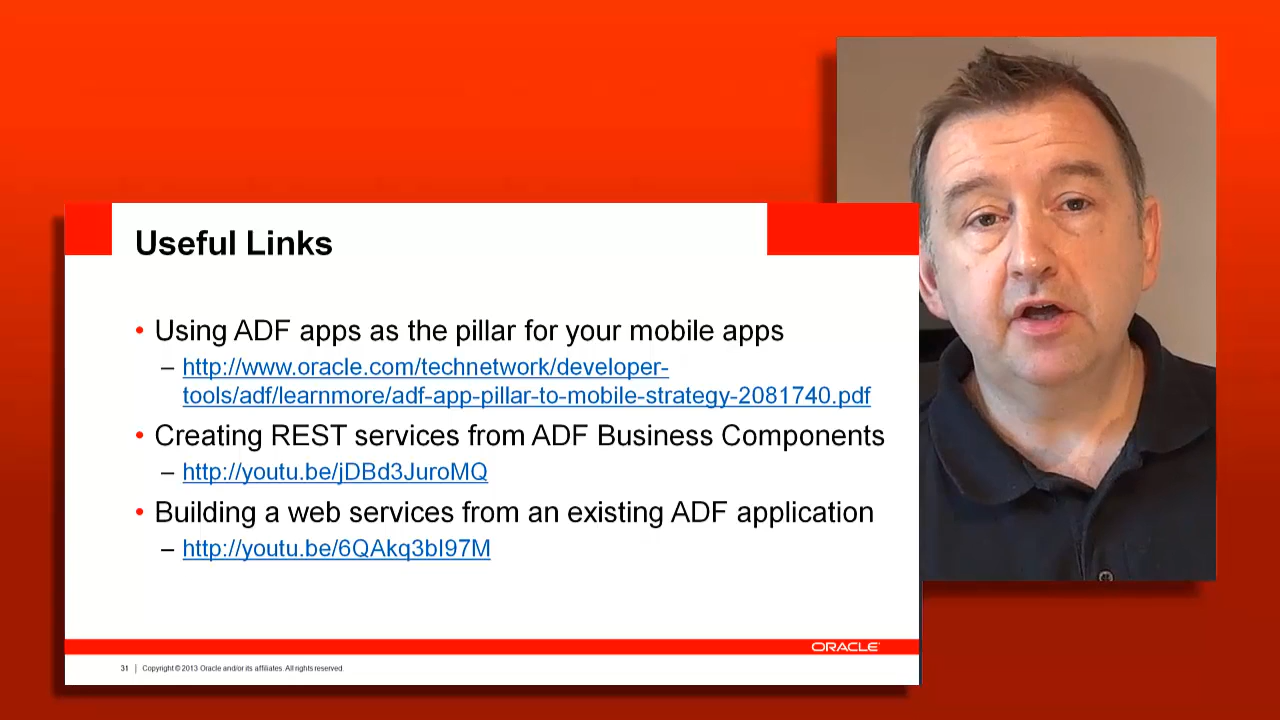 Useful Links
• Using ADF apps as the pillar for your mobile apps
– http://www.oracle.com/technetwork/developer-
tools/adf/learnmore/adf-app-pillar-to-mobile-strategy-2081740.pdf
• Creating REST services from ADF Business Components
– http://youtu.be/jDBd3JuroMQ
• Building a web services from an existing ADF application
– http://youtu.be/6QAkq3bI97M
ORACLE
31 | Copyright © 2013 Oracle and/or its affiliates. All rights reserved.